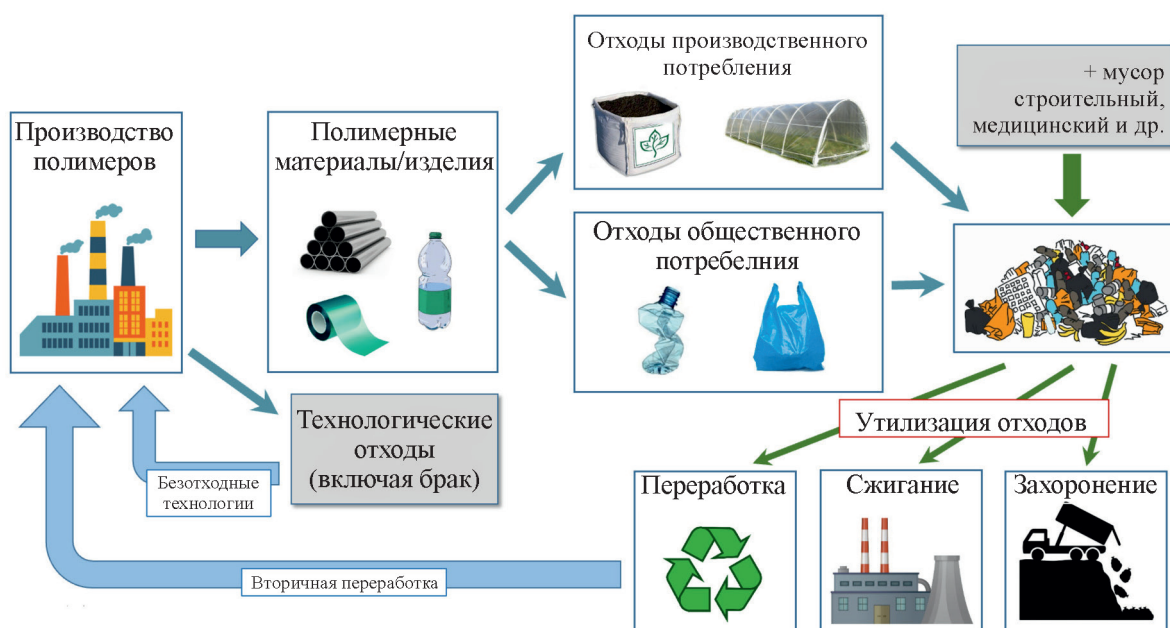 Производство
полимеров
Полимерные
материалы/изделия
Отходы производственного
потребления
+ мусор
строительный,
медицинский и др.
Отходы общественного
потребелния
Технологические
отходы
(включая брак)
Безотходные
технологии
Утилизация отходов
Переработка
Сжигание
Захоронение
Вторичная переработка